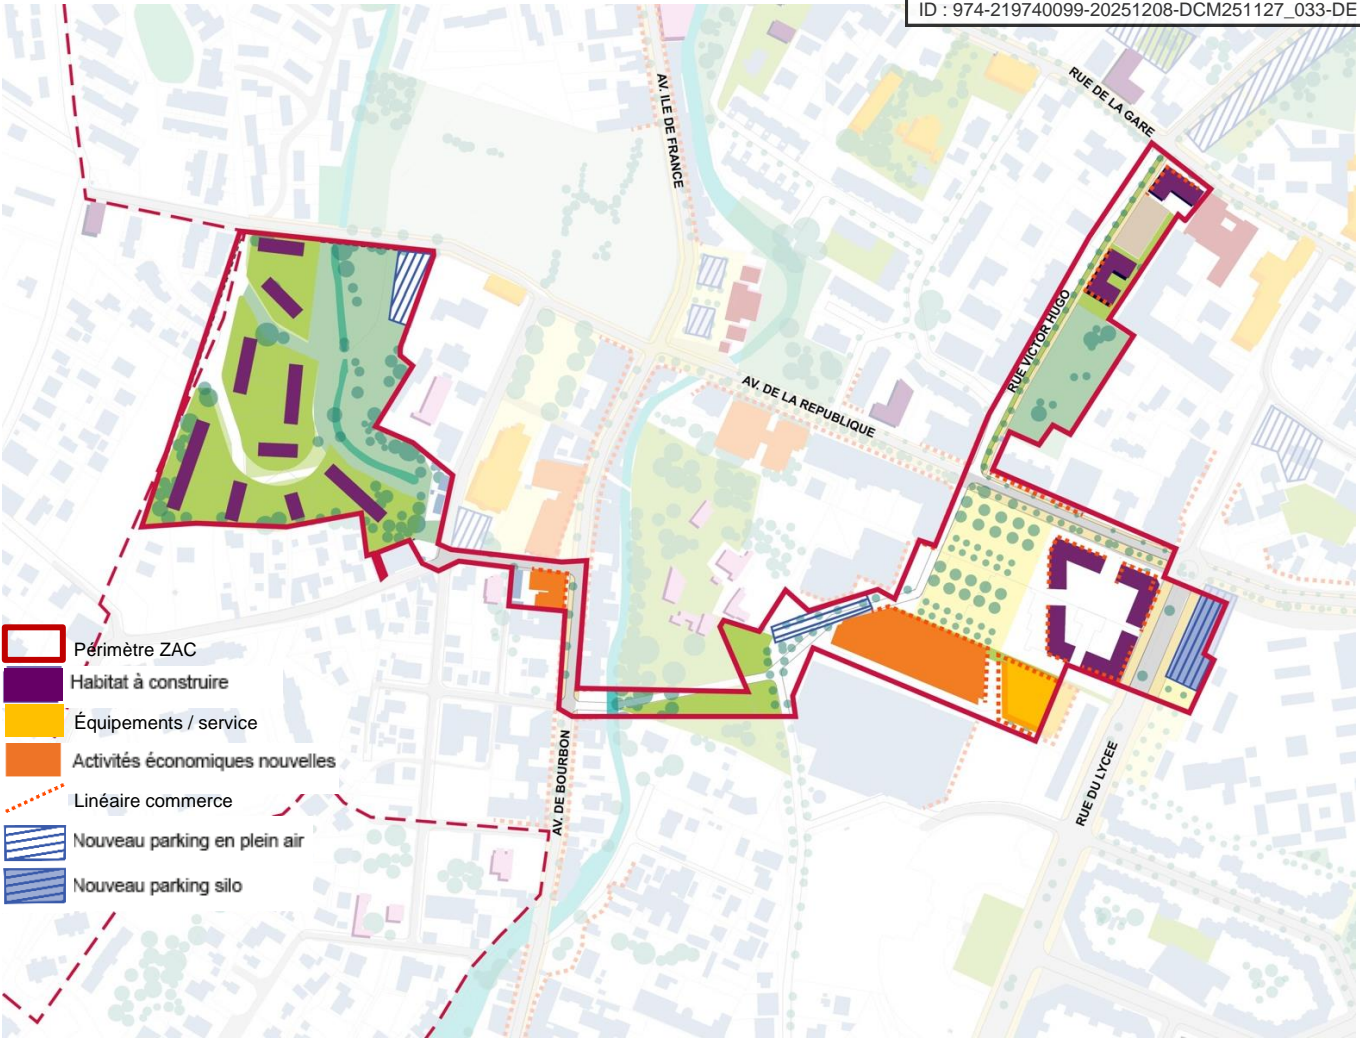 ID : 974-219740099-20251208-DCM251127_033-DE
RUE DE LA GARE
AV. ILE DE FRANCE
RUE VICTOR HUGO
AV. DE LA REPUBLIQUE
Périmètre ZAC
Habitat à construire
Équipements / service
Activités économiques nouvelles
Linéaire commerce
Nouveau parking en plein air
Nouveau parking silo
AV. DE BOURBON
RUE DU LYCEE